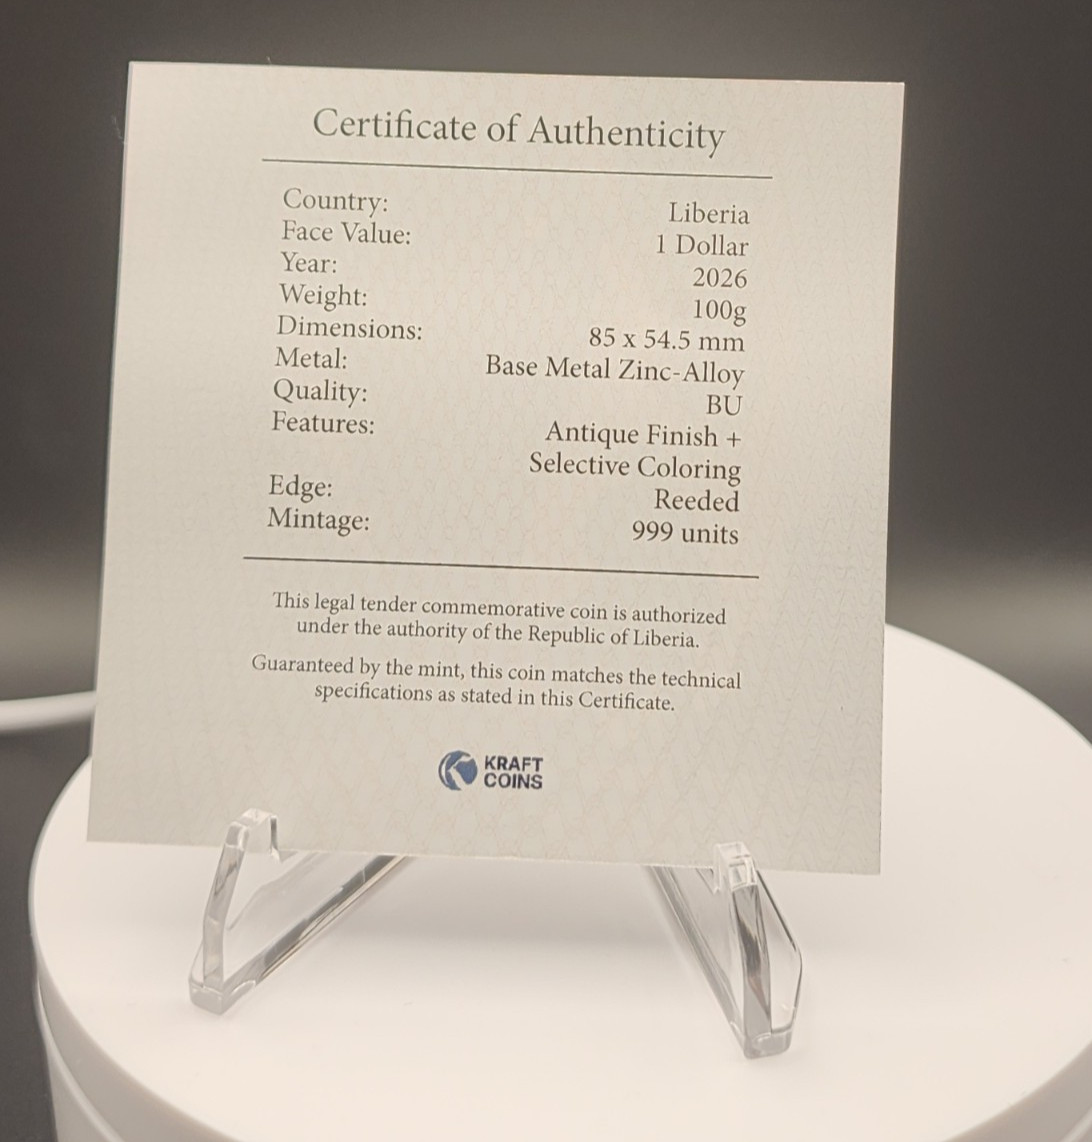 Certificate of Authenticity
Country: Liberia
Face Value: 1 Dollar
Year: 2026
Weight: 100g
Dimensions: 85 x 54.5 mm
Metal: Base Metal Zinc-Alloy
Quality: BU
Features: Antique Finish +
Selective Coloring
Edge: Reeded
Mintage: 999 units
This legal tender commemorative coin is authorized
under the authority of the Republic of Liberia.
Guaranteed by the mint, this coin matches the technical
specifications as stated in this Certificate.
KRAFT
COINS